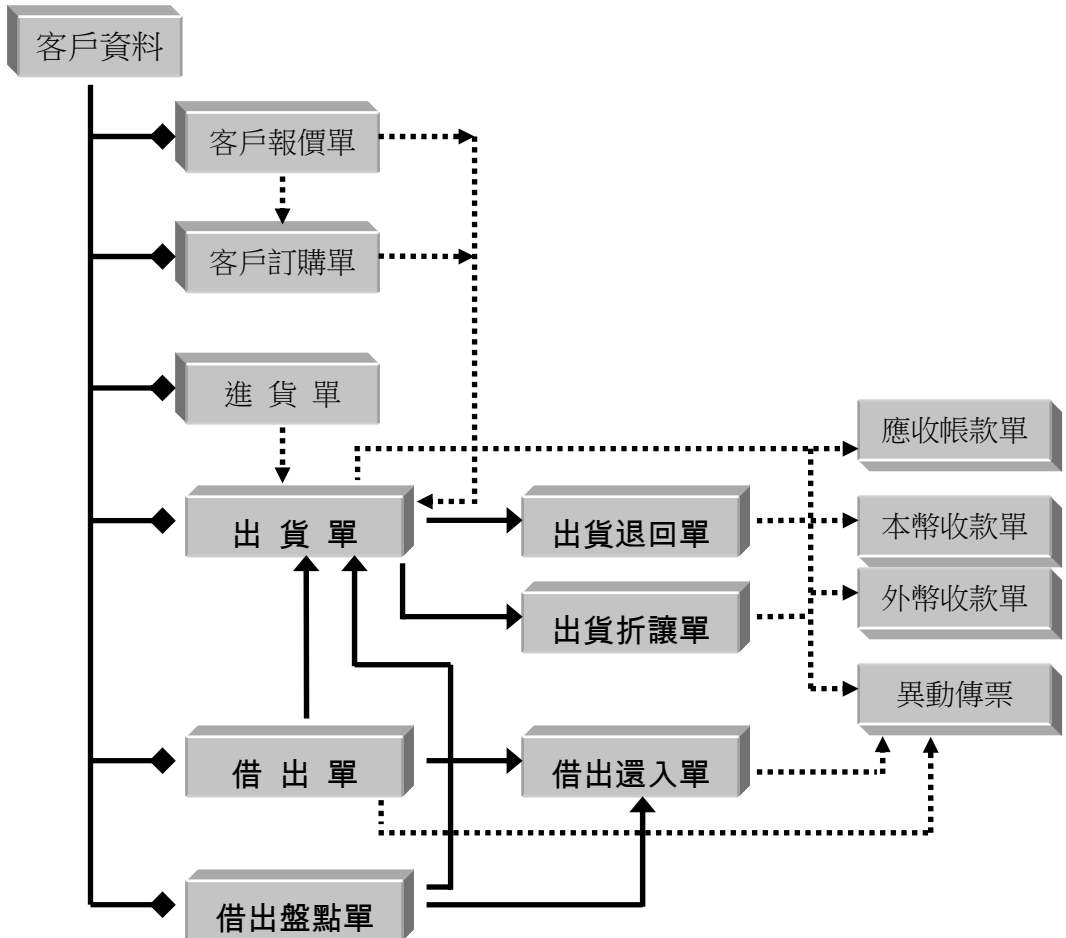 客戶資料
客戶報價單
客戶訂購單
進 貨 單
應收帳款單
出 貨 單
出貨退回單
本幣收款單
外幣收款單
出貨折讓單
異動傳票
借 出 單
借出還入單
借出盤點單